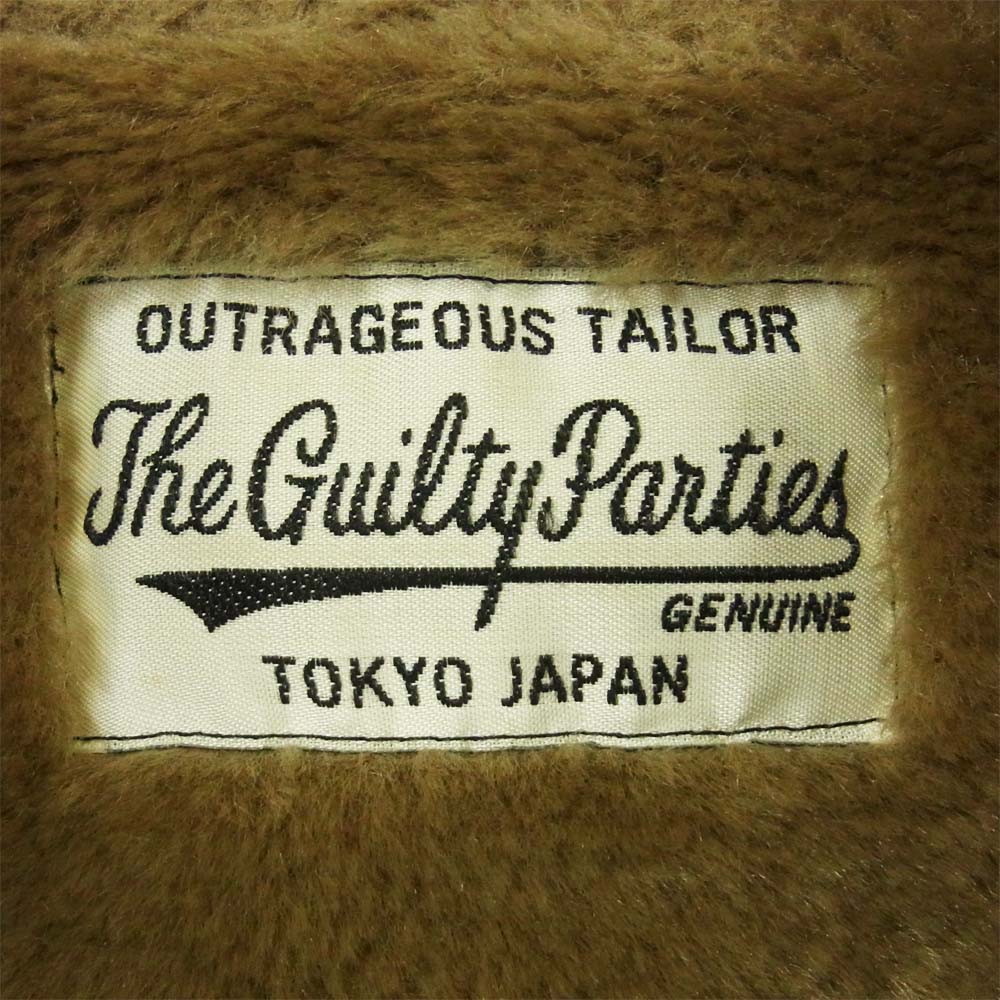 OUTRAGEOUS TAILOR
The Guilty Parties
GENUINE
TOKYO JAPAN